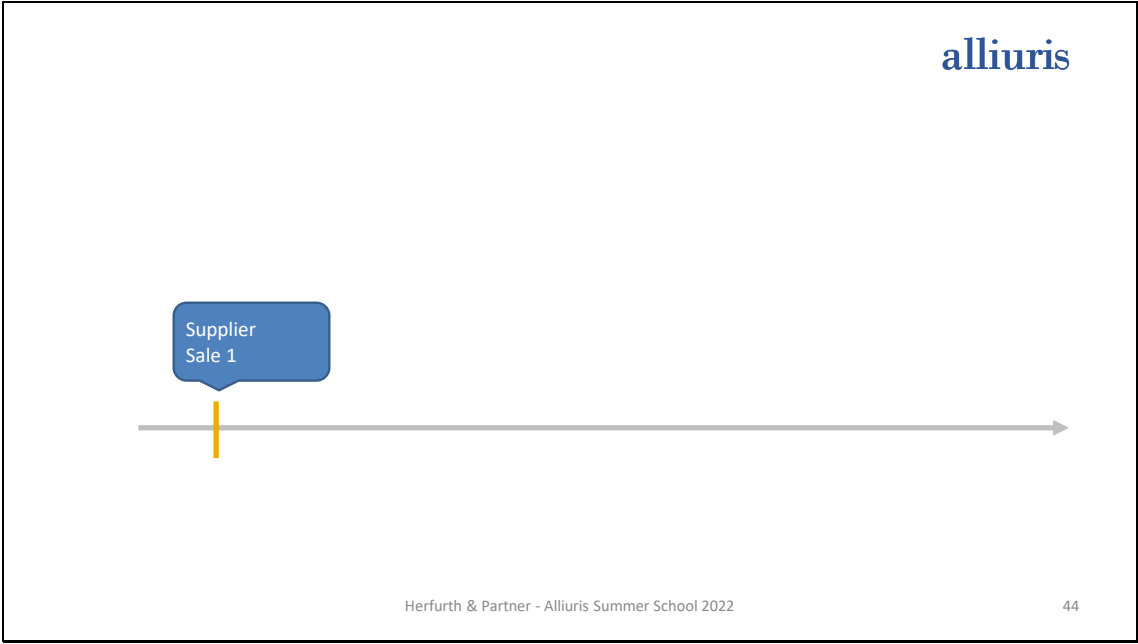 alliuris
Supplier
Sale 1
Herfurth & Partner - Alliuris Summer School 2022
44